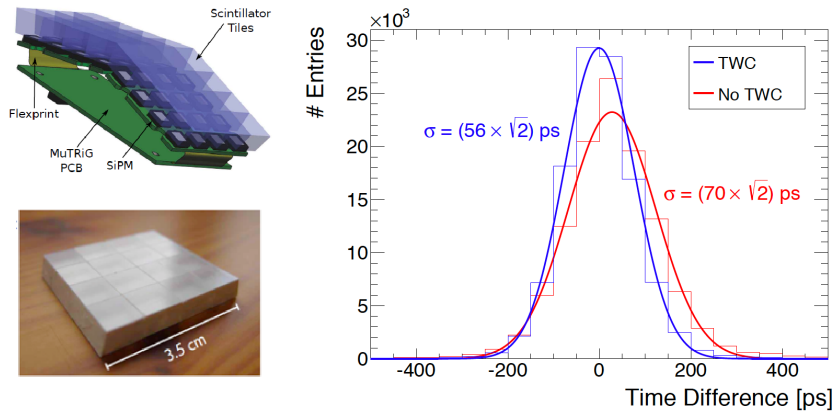 Scintillator
Tiles
Flexprint
MuTRiG
PCB
SiPM
3.5 cm
×10³
# Entries
30
25
20
15
10
5
0
TWC
No TWC
σ = (56 × √2) ps
σ = (70 × √2) ps
-400 -200 0 200 400
Time Difference [ps]